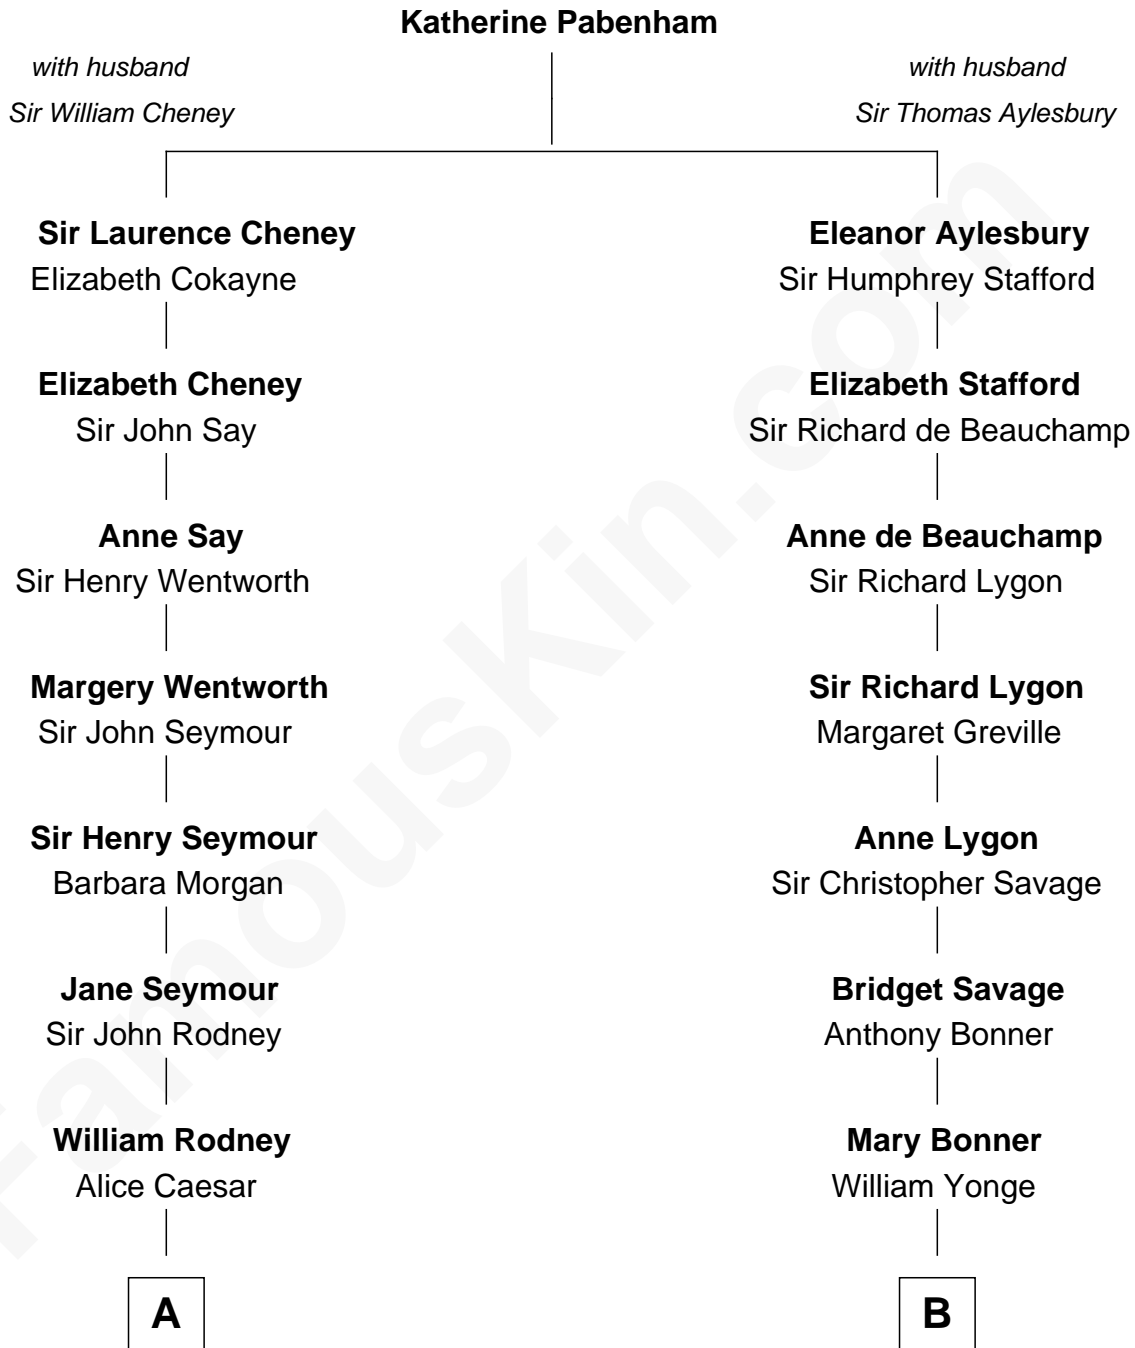 Katherine Pabenham
with husband
Sir William Cheney
with husband
Sir Thomas Aylesbury
Sir Laurence Cheney
Elizabeth Cokayne
Eleanor Aylesbury
Sir Humphrey Stafford
Elizabeth Cheney
Sir John Say
Elizabeth Stafford
Sir Richard de Beauchamp
Anne Say
Sir Henry Wentworth
Anne de Beauchamp
Sir Richard Lygon
Margery Wentworth
Sir John Seymour
Sir Richard Lygon
Margaret Greville
Sir Henry Seymour
Barbara Morgan
Anne Lygon
Sir Christopher Savage
Jane Seymour
Sir John Rodney
Bridget Savage
Anthony Bonner
William Rodney
Alice Caesar
Mary Bonner
William Yonge
A
B
FamousKin.com